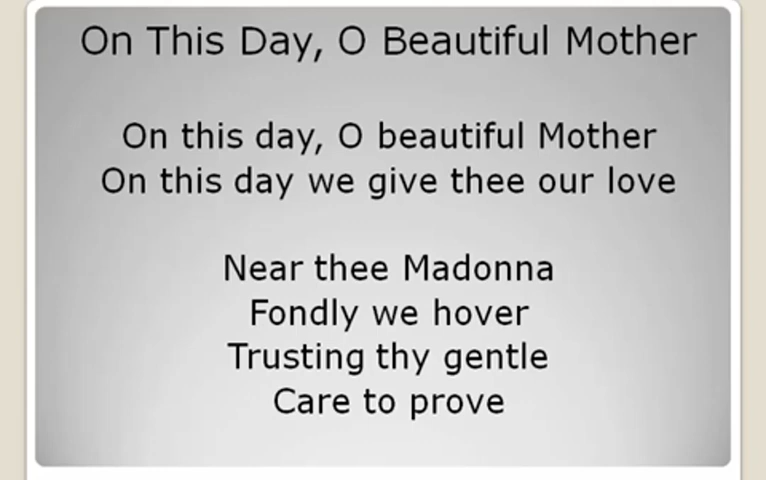 On This Day, O Beautiful Mother
On this day, O beautiful Mother
On this day we give thee our love
Near thee Madonna
Fondly we hover
Trusting thy gentle
Care to prove